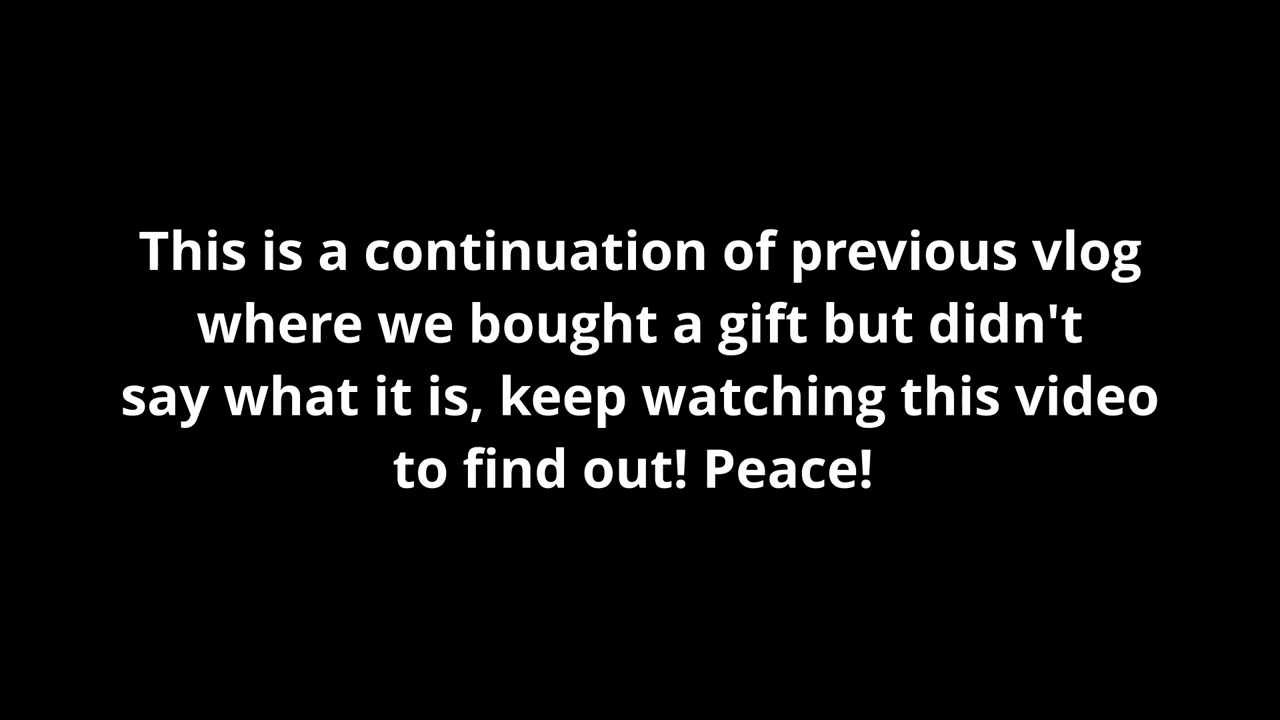 This is a continuation of previous vlog
where we bought a gift but didn't
say what it is, keep watching this video
to find out! Peace!